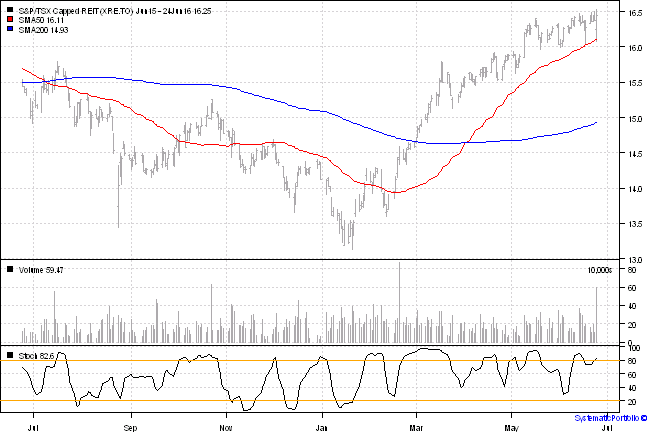 S&P/TSX Capped REIT (XRE.TO) Jun15 - 24Jun16 16.25
SMA50 16.11
SMA200 14.93
16.5
16.0
15.5
15.0
14.5
14.0
13.5
13.0
Volume 59.47
10,000s
80
60
40
20
0
Stoch 82.6
100
80
60
40
20
Jul Sep Nov Jan Mar May Jul
SystematicPortfolio ©